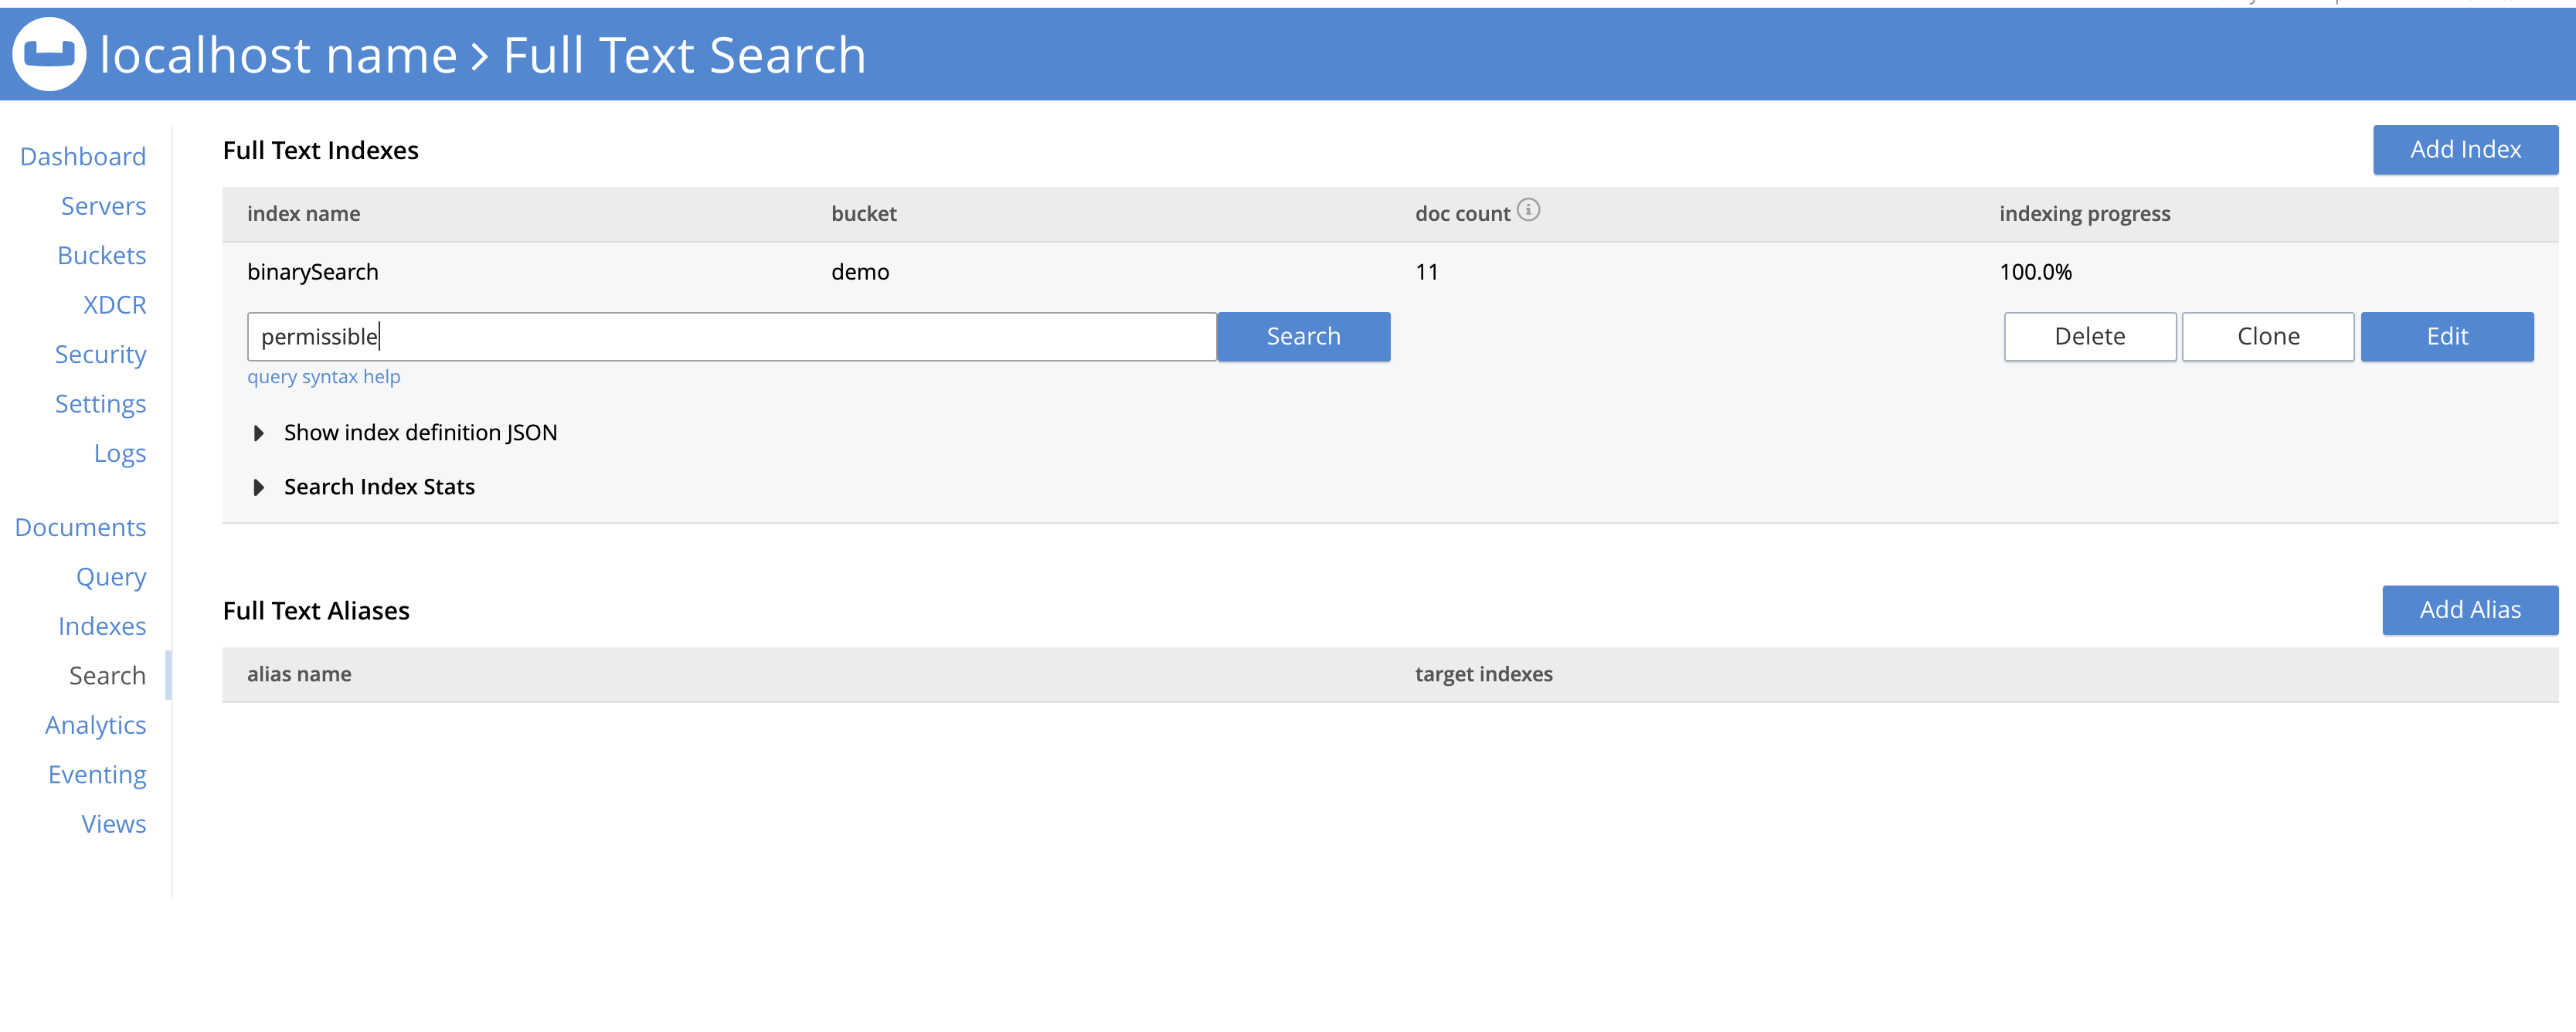 localhost name > Full Text Search
Dashboard
Servers
Buckets
XDCR
Security
Settings
Logs
Documents
Query
Indexes
Search
Analytics
Eventing
Views
Full Text Indexes
Add Index
index name bucket doc count indexing progress
binarySearch demo 11 100.0%
permissible Search Delete Clone Edit
query syntax help
Show index definition JSON
Search Index Stats
Full Text Aliases
Add Alias
alias name target indexes